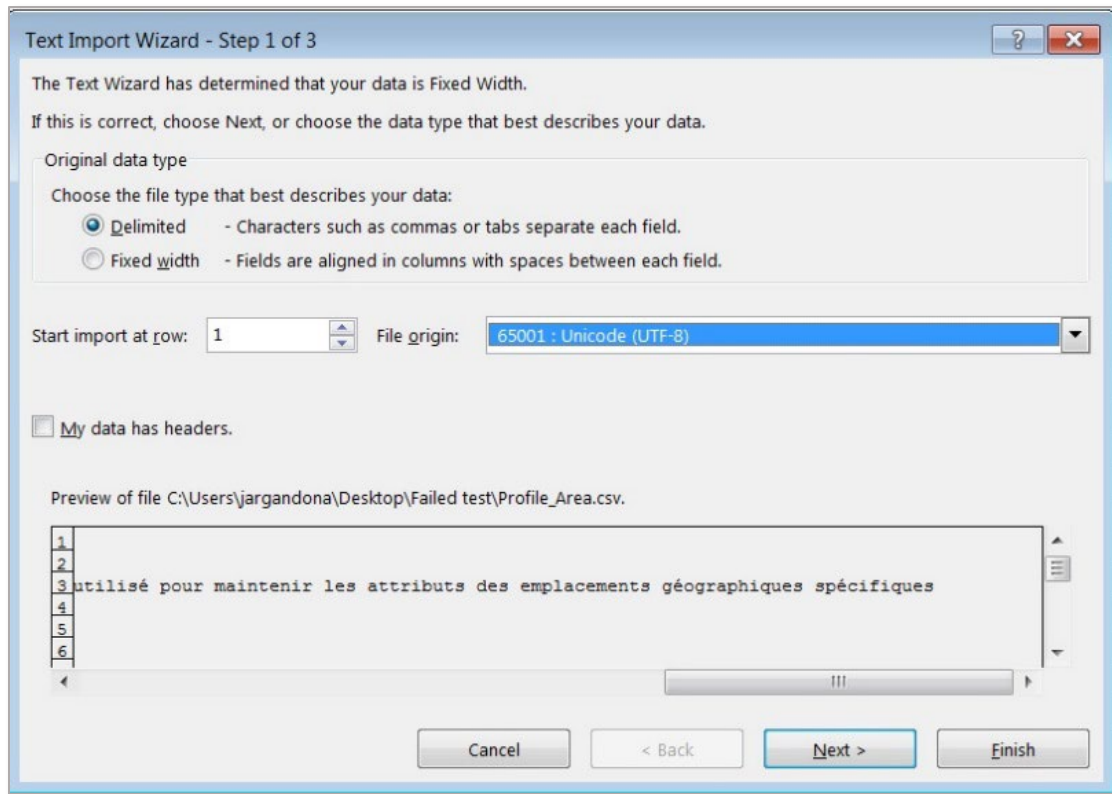 Text Import Wizard - Step 1 of 3
The Text Wizard has determined that your data is Fixed Width.
If this is correct, choose Next, or choose the data type that best describes your data.
Original data type
Choose the file type that best describes your data:
Delimited - Characters such as commas or tabs separate each field.
Fixed width - Fields are aligned in columns with spaces between each field.
Start import at row: 1 File origin: 65001 : Unicode (UTF-8)
My data has headers.
Preview of file C:\Users\jargandona\Desktop\Failed test\Profile_Area.csv.
1
2
3 utilisé pour maintenir les attributs des emplacements géographiques spécifiques
4
5
6
Cancel < Back Next > Finish